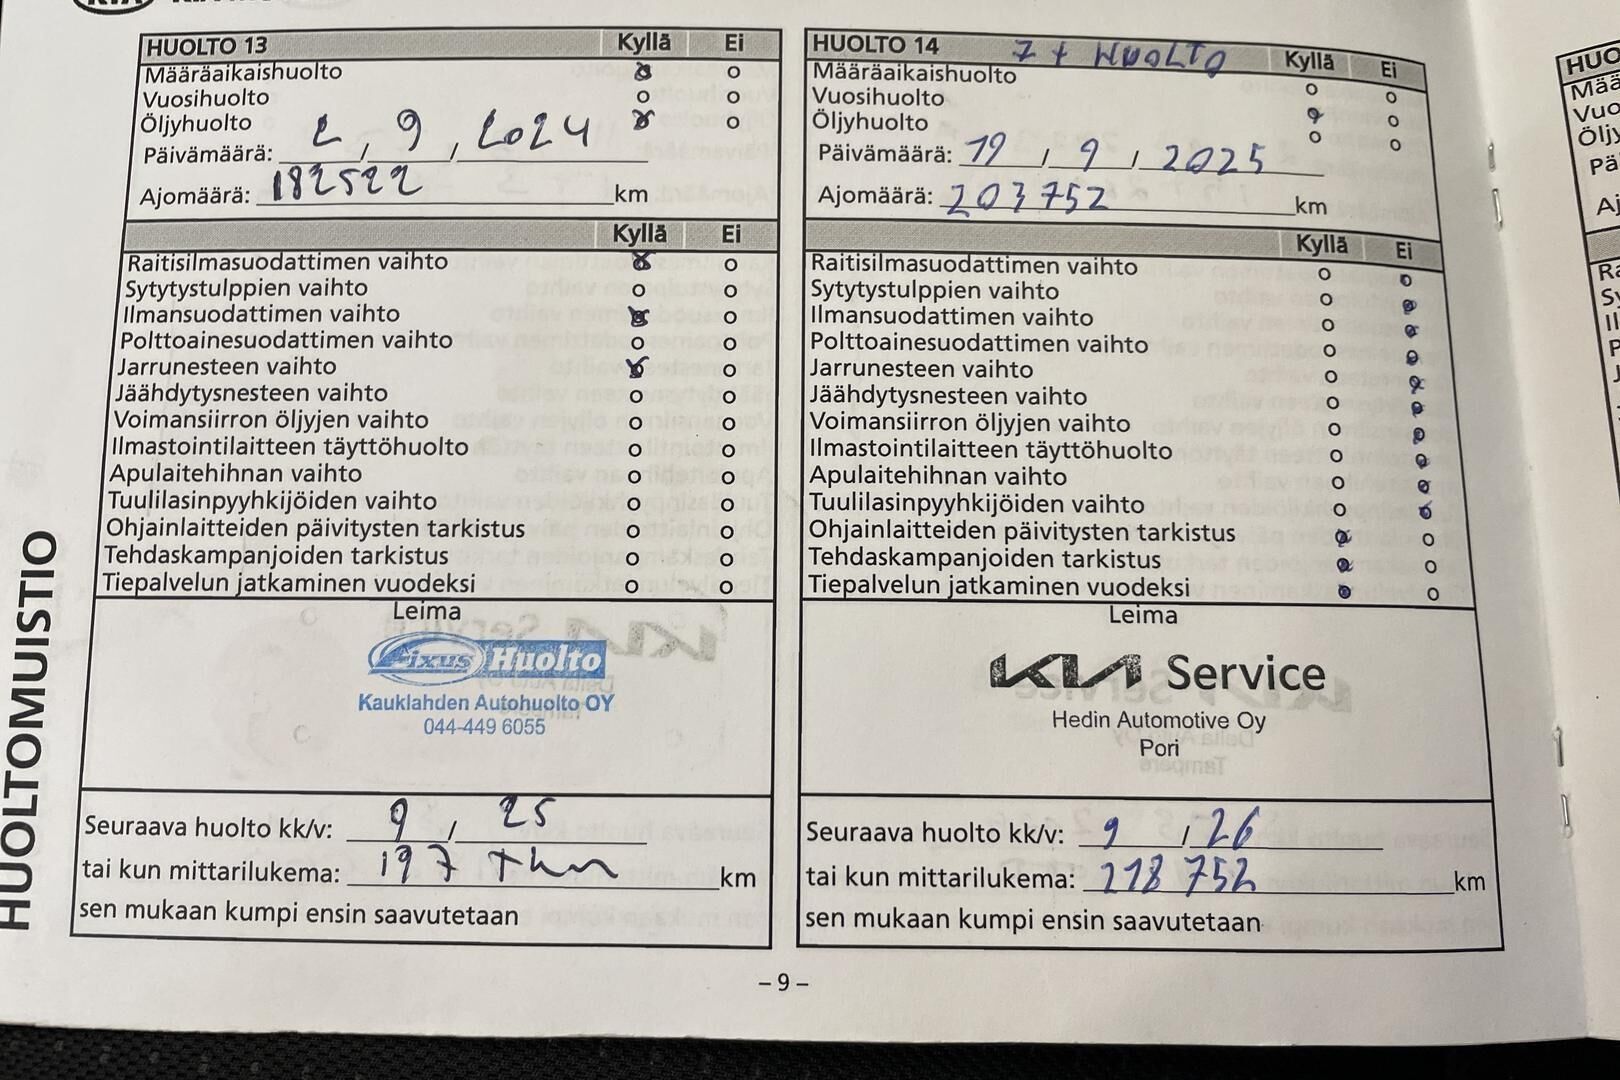 HUOLTOMUISTIO
HUOLTO 13 Kyllä Ei
Määräaikaishuolto
Vuosihuolto
Öljyhuolto
Päivämäärä: 2 / 9 / 2024
Ajomäärä: 182522 km
Kyllä Ei
Raitisilmasuodattimen vaihto
Sytytystulppien vaihto
Ilmansuodattimen vaihto
Polttoainesuodattimen vaihto
Jarrunesteen vaihto
Jäähdytysnesteen vaihto
Voimansiirron öljyjen vaihto
Ilmastointilaitteen täyttöhuolto
Apulaitehihnan vaihto
Tuulilasinpyyhkijöiden vaihto
Ohjainlaitteiden päivitysten tarkistus
Tehdaskampanjoiden tarkistus
Tiepalvelun jatkaminen vuodeksi
Leima
Fixus Huolto
Kauklahden Autohuolto OY
044-449 6055
Seuraava huolto kk/v: 9 / 25
tai kun mittarilukema: 197 tkm km
sen mukaan kumpi ensin saavutetaan
HUOLTO 14 7+ HUOLTO Kyllä Ei
Määräaikaishuolto
Vuosihuolto
Öljyhuolto
Päivämäärä: 19 / 9 / 2025
Ajomäärä: 203752 km
Kyllä Ei
Raitisilmasuodattimen vaihto
Sytytystulppien vaihto
Ilmansuodattimen vaihto
Polttoainesuodattimen vaihto
Jarrunesteen vaihto
Jäähdytysnesteen vaihto
Voimansiirron öljyjen vaihto
Ilmastointilaitteen täyttöhuolto
Apulaitehihnan vaihto
Tuulilasinpyyhkijöiden vaihto
Ohjainlaitteiden päivitysten tarkistus
Tehdaskampanjoiden tarkistus
Tiepalvelun jatkaminen vuodeksi
Leima
KIA Service
Hedin Automotive Oy
Pori
Seuraava huolto kk/v: 9 / 26
tai kun mittarilukema: 218 752 km
sen mukaan kumpi ensin saavutetaan
– 9 –